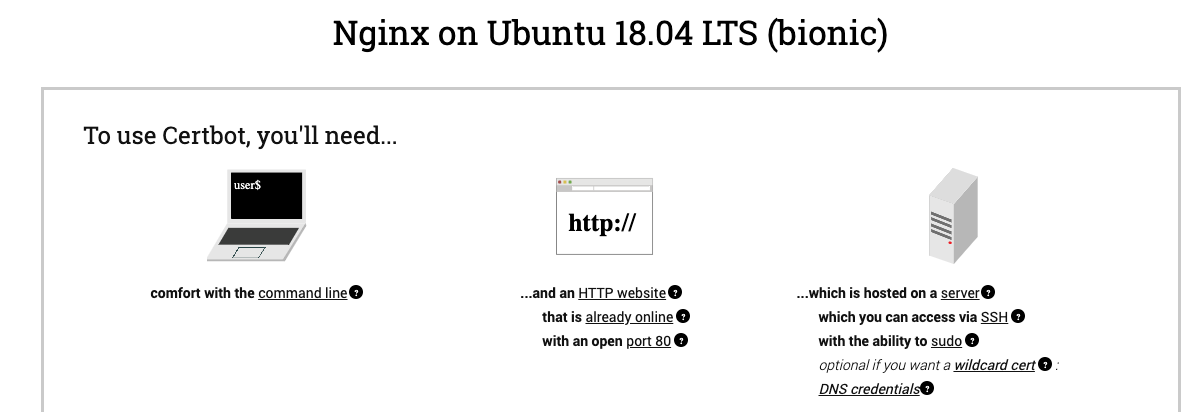 Nginx on Ubuntu 18.04 LTS (bionic)
To use Certbot, you'll need...
user$
comfort with the command line ?
http://
...and an HTTP website ?
that is already online ?
with an open port 80 ?
...which is hosted on a server ?
which you can access via SSH ?
with the ability to sudo ?
optional if you want a wildcard cert ? :
DNS credentials ?